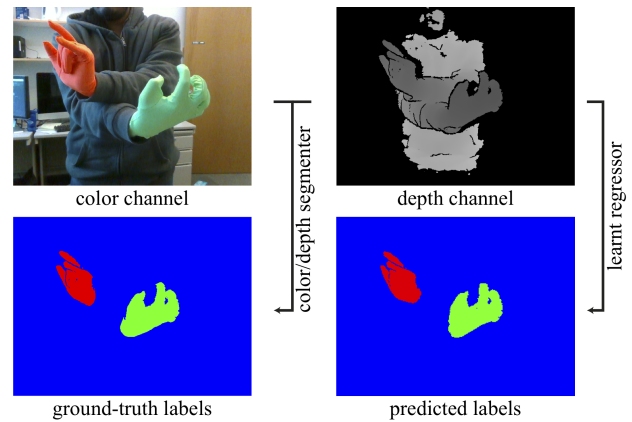 color channel
depth channel
color/depth segmenter
learnt regressor
ground-truth labels
predicted labels